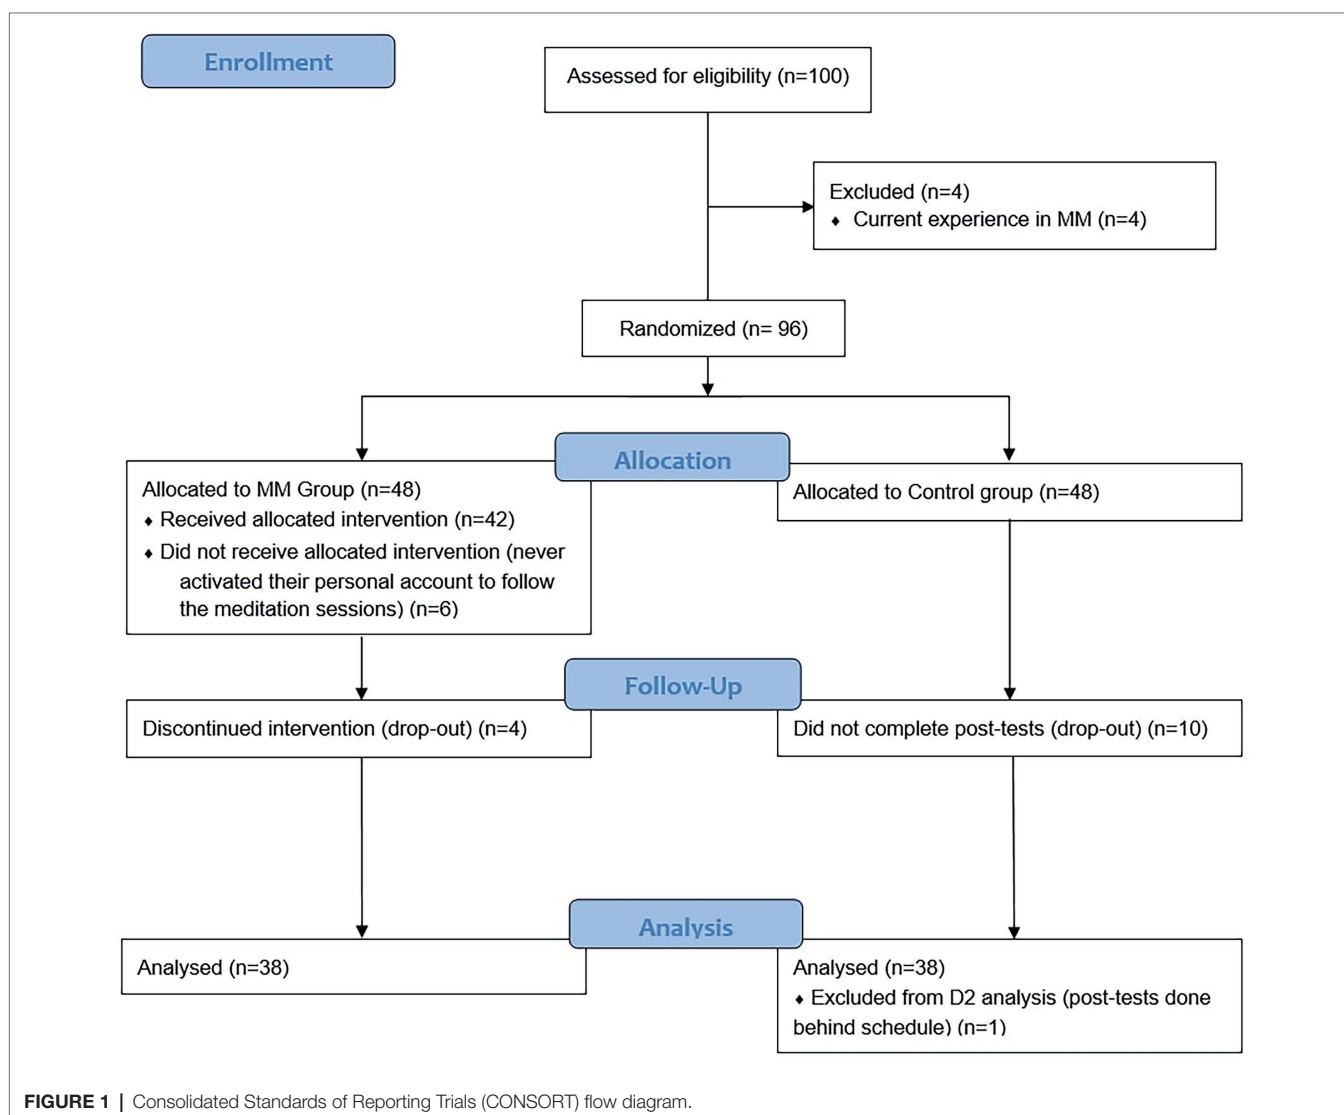 Enrollment
Assessed for eligibility (n=100)
Excluded (n=4)
♦ Current experience in MM (n=4)
Randomized (n= 96)
Allocation
Allocated to MM Group (n=48)
♦ Received allocated intervention (n=42)
♦ Did not receive allocated intervention (never
activated their personal account to follow
the meditation sessions) (n=6)
Allocated to Control group (n=48)
Follow-Up
Discontinued intervention (drop-out) (n=4)
Did not complete post-tests (drop-out) (n=10)
Analysis
Analysed (n=38)
Analysed (n=38)
♦ Excluded from D2 analysis (post-tests done
behind schedule) (n=1)
FIGURE 1 | Consolidated Standards of Reporting Trials (CONSORT) flow diagram.